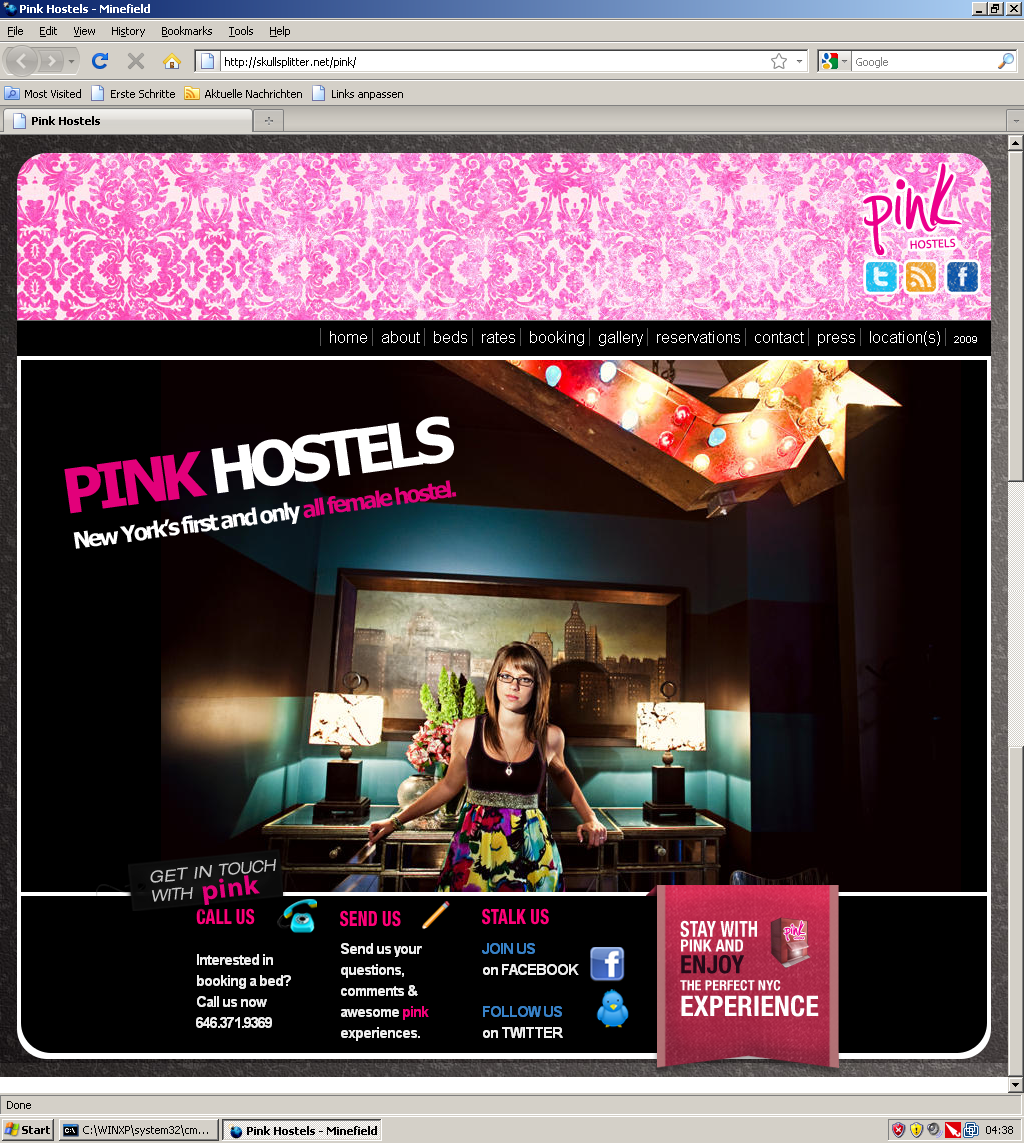 Pink Hostels - Minefield
File Edit View History Bookmarks Tools Help
http://skullsplitter.net/pink/
Google
Most Visited Erste Schritte Aktuelle Nachrichten Links anpassen
Pink Hostels
pink
HOSTELS
home about beds rates booking gallery reservations contact press location(s) 2009
PINK HOSTELS
New York's first and only all female hostel.
GET IN TOUCH
WITH pink
CALL US
Interested in
booking a bed?
Call us now
646.371.9369
SEND US
Send us your
questions,
comments &
awesome pink
experiences.
STALK US
JOIN US
on FACEBOOK
FOLLOW US
on TWITTER
STAY WITH
PINK AND
ENJOY
THE PERFECT NYC
EXPERIENCE
pink
Done
Start C:\WINXP\system32\cm... Pink Hostels - Minefield 04:38